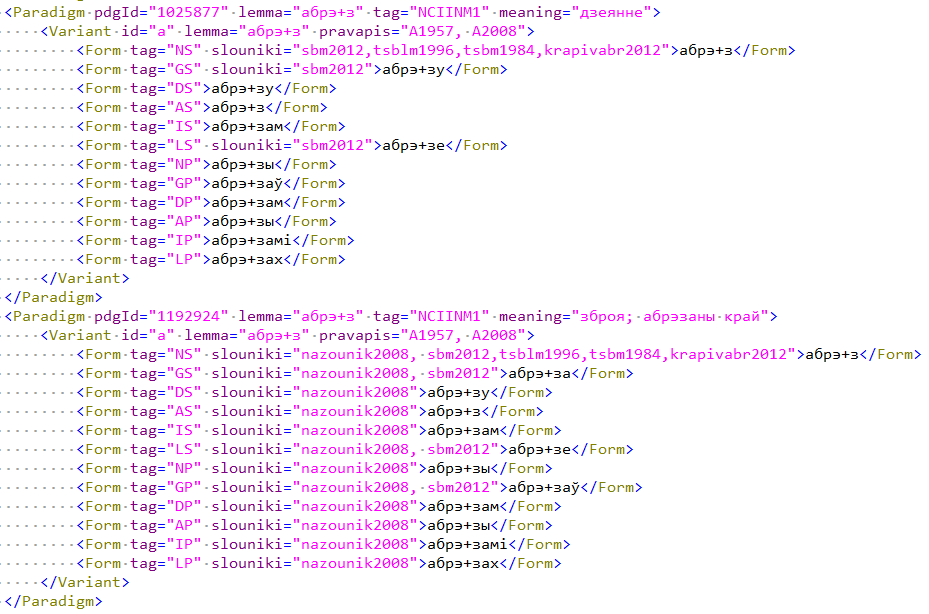 <Paradigm pdgId="1025877" lemma="абрэ+з" tag="NCIINM1" meaning="дзеянне">
<Variant id="a" lemma="абрэ+з" pravapis="A1957, A2008">
<Form tag="NS" slouniki="sbm2012,tsblm1996,tsbm1984,krapivabr2012">абрэ+з</Form>
<Form tag="GS" slouniki="sbm2012">абрэ+зу</Form>
<Form tag="DS">абрэ+зу</Form>
<Form tag="AS">абрэ+з</Form>
<Form tag="IS">абрэ+зам</Form>
<Form tag="LS" slouniki="sbm2012">абрэ+зе</Form>
<Form tag="NP">абрэ+зы</Form>
<Form tag="GP">абрэ+заў</Form>
<Form tag="DP">абрэ+зам</Form>
<Form tag="AP">абрэ+зы</Form>
<Form tag="IP">абрэ+замі</Form>
<Form tag="LP">абрэ+зах</Form>
</Variant>
</Paradigm>
<Paradigm pdgId="1192924" lemma="абрэ+з" tag="NCIINM1" meaning="зброя; абрэзаны край">
<Variant id="a" lemma="абрэ+з" pravapis="A1957, A2008">
<Form tag="NS" slouniki="nazounik2008, sbm2012,tsblm1996,tsbm1984,krapivabr2012">абрэ+з</Form>
<Form tag="GS" slouniki="nazounik2008, sbm2012">абрэ+за</Form>
<Form tag="DS" slouniki="nazounik2008">абрэ+зу</Form>
<Form tag="AS" slouniki="nazounik2008">абрэ+з</Form>
<Form tag="IS" slouniki="nazounik2008">абрэ+зам</Form>
<Form tag="LS" slouniki="nazounik2008, sbm2012">абрэ+зе</Form>
<Form tag="NP" slouniki="nazounik2008">абрэ+зы</Form>
<Form tag="GP" slouniki="nazounik2008, sbm2012">абрэ+заў</Form>
<Form tag="DP" slouniki="nazounik2008">абрэ+зам</Form>
<Form tag="AP" slouniki="nazounik2008">абрэ+зы</Form>
<Form tag="IP" slouniki="nazounik2008">абрэ+замі</Form>
<Form tag="LP" slouniki="nazounik2008">абрэ+зах</Form>
</Variant>
</Paradigm>